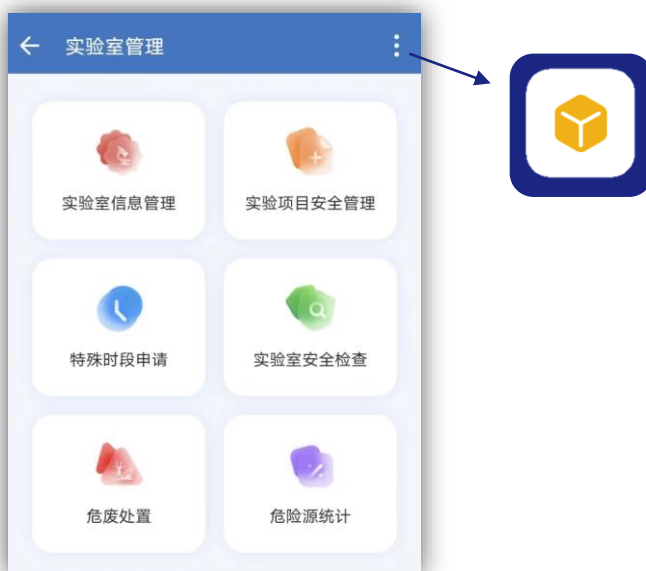 实验室管理
实验室信息管理
实验项目安全管理
特殊时段申请
实验室安全检查
危废处置
危险源统计